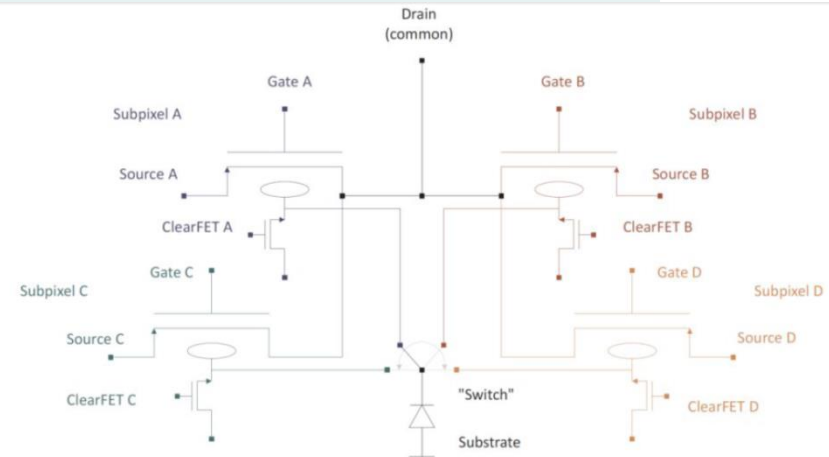 Drain
(common)
Gate A
Gate B
Subpixel A
Subpixel B
Source A
Source B
ClearFET A
ClearFET B
Gate C
Gate D
Subpixel C
Subpixel D
Source C
Source D
"Switch"
ClearFET C
ClearFET D
Substrate